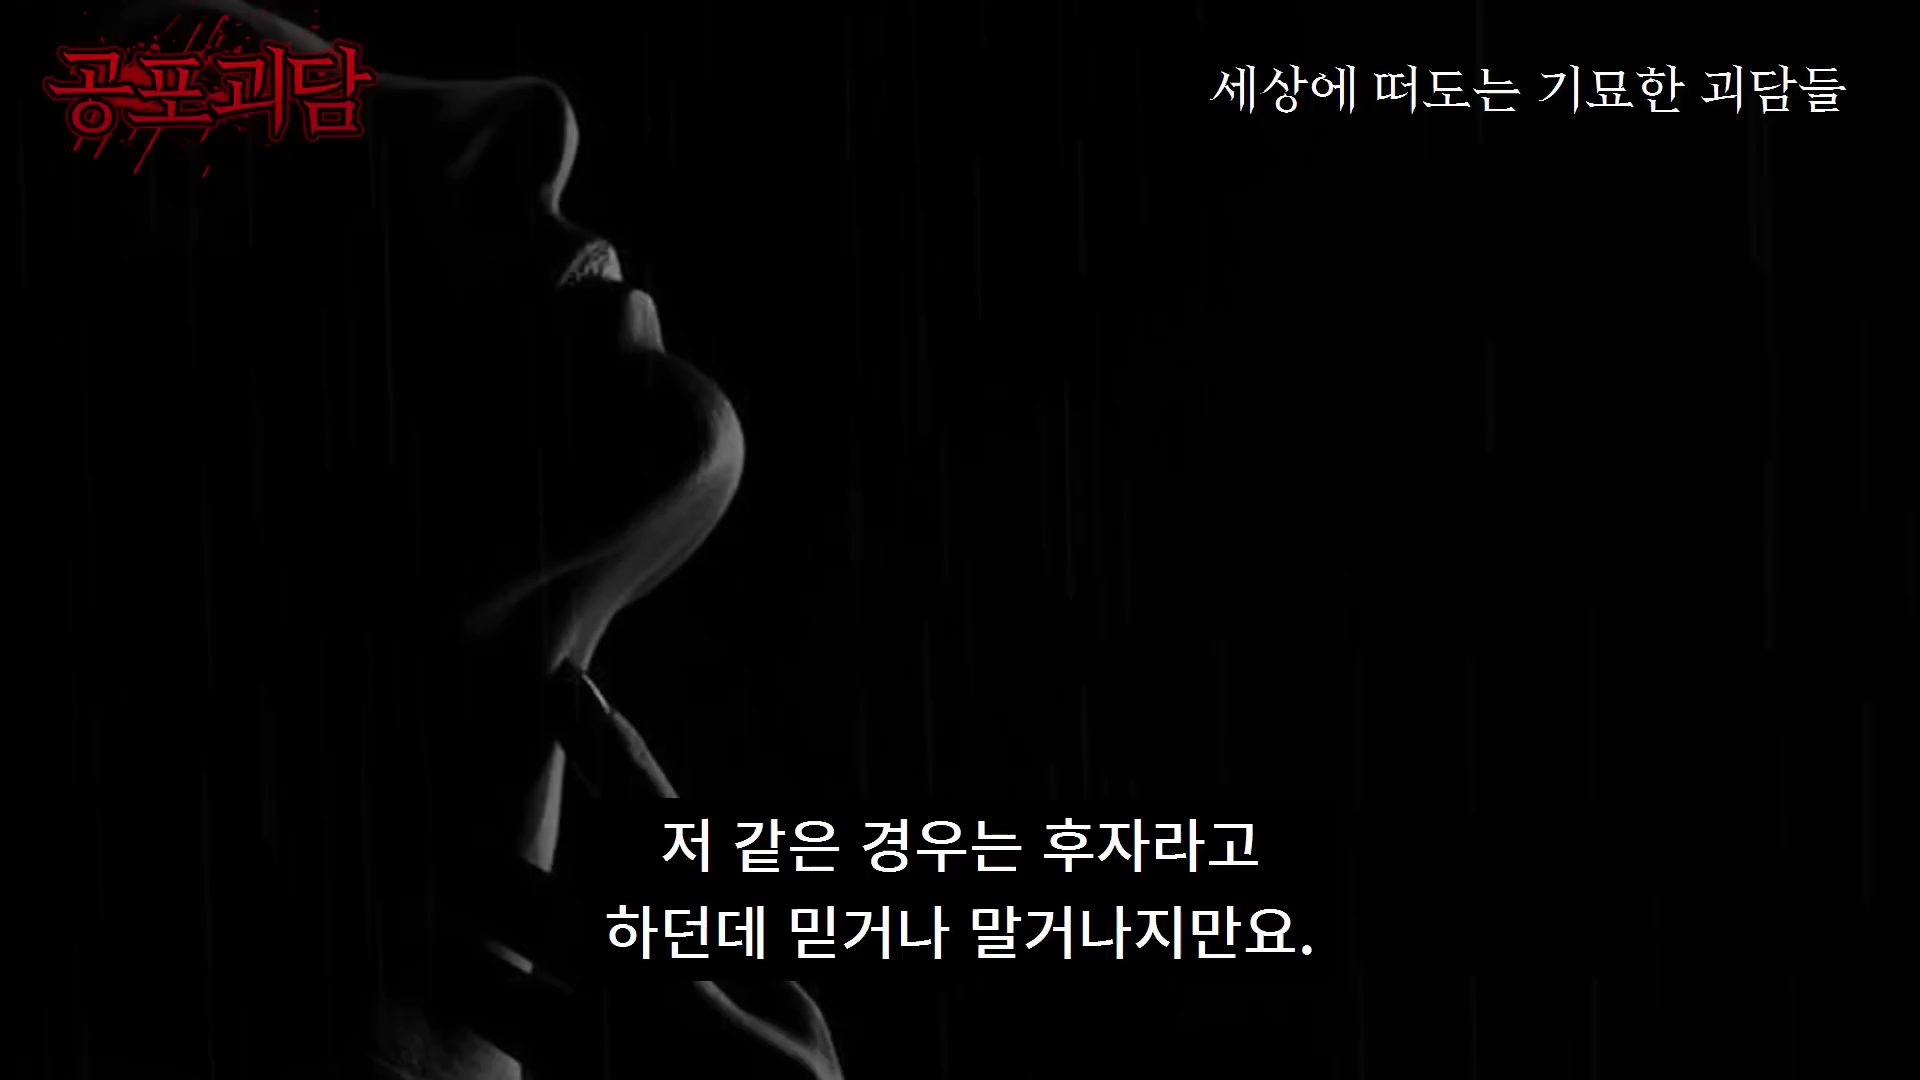 공포괴담
세상에 떠도는 기묘한 괴담들
저 같은 경우는 후자라고
하던데 믿거나 말거나지만요.